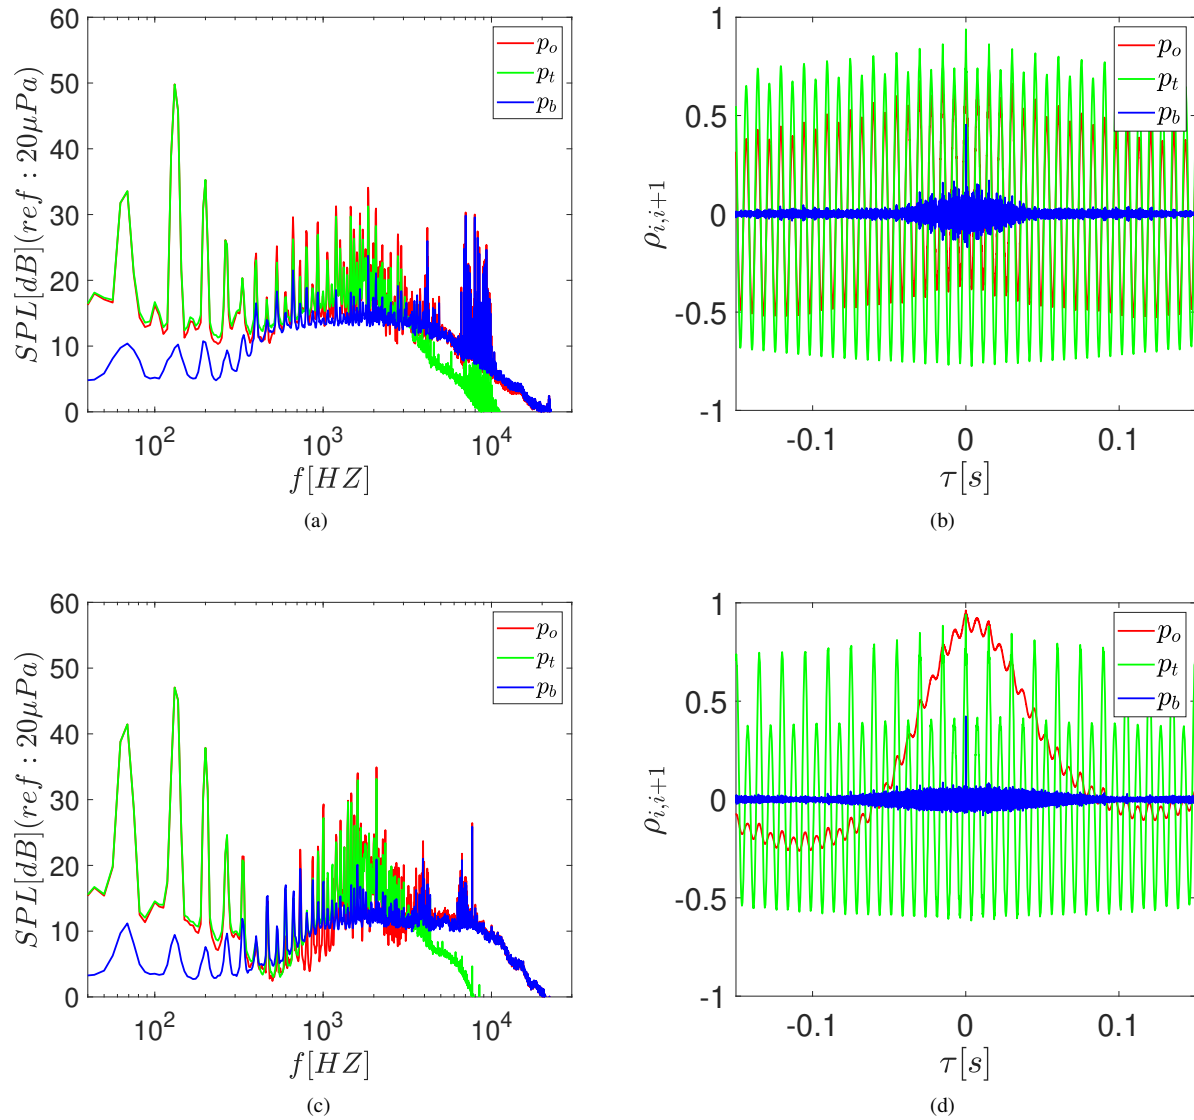 60
50
40
30
20
10
0
SPL[dB](ref : 20μPa)
10² 10³ 10⁴
f[HZ]
p_o
p_t
p_b
(a)
1
0.5
0
-0.5
-1
ρ_{i,i+1}
-0.1 0 0.1
τ[s]
p_o
p_t
p_b
(b)
60
50
40
30
20
10
0
SPL[dB](ref : 20μPa)
10² 10³ 10⁴
f[HZ]
p_o
p_t
p_b
(c)
1
0.5
0
-0.5
-1
ρ_{i,i+1}
-0.1 0 0.1
τ[s]
p_o
p_t
p_b
(d)